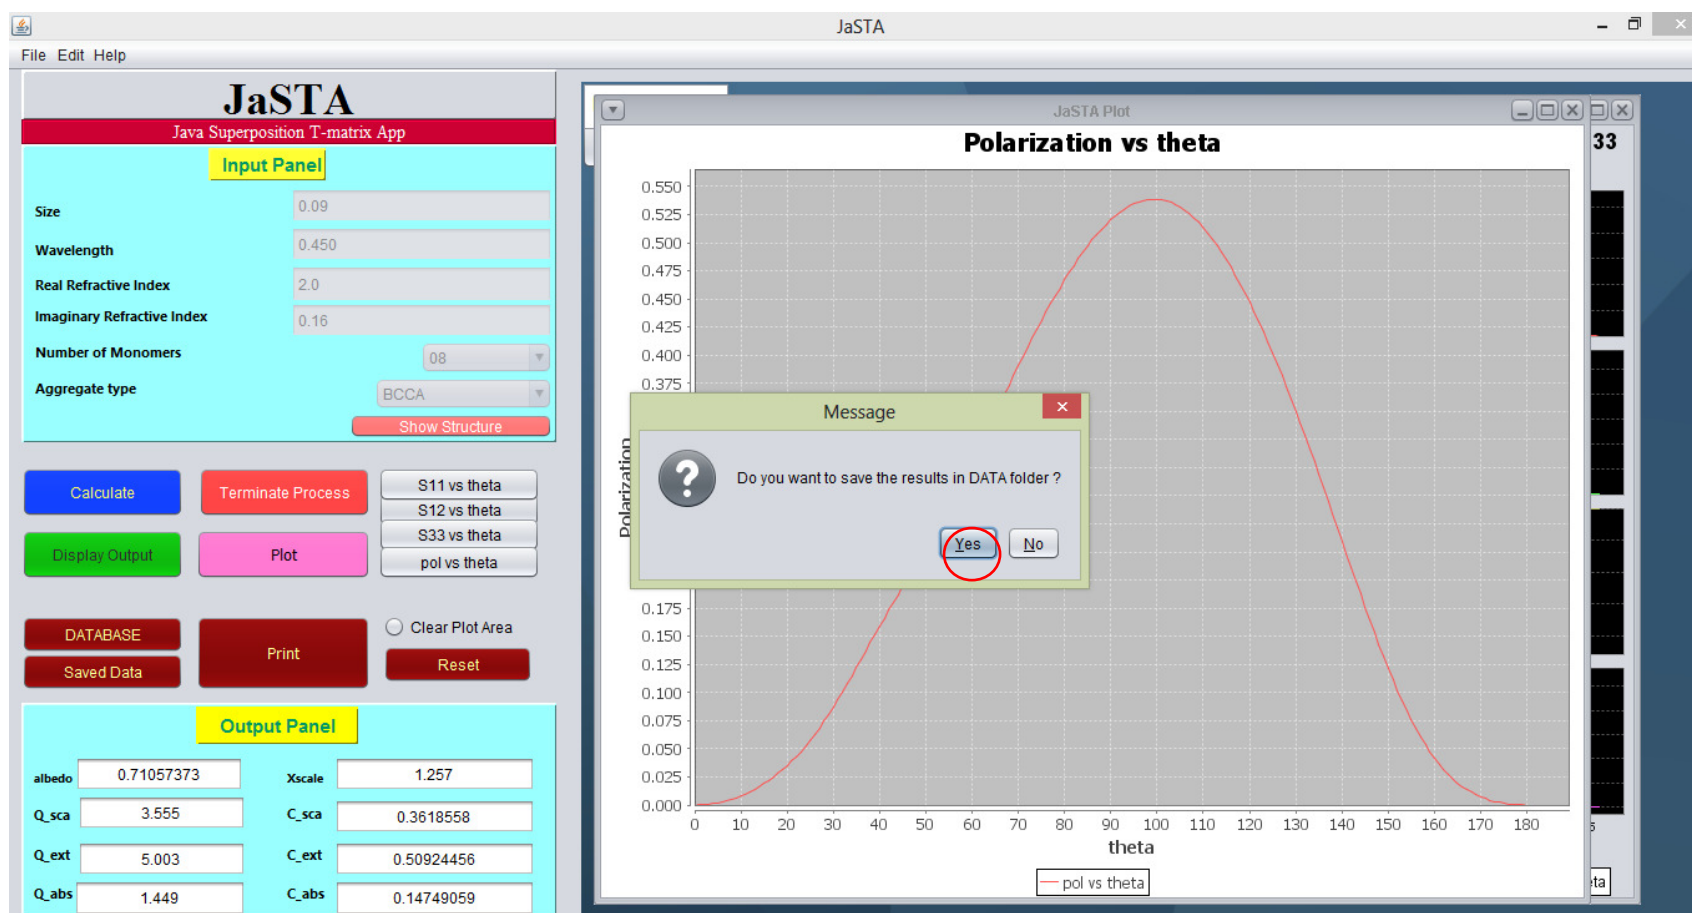 JaSTA
File Edit Help
JaSTA
Java Superposition T-matrix App
Input Panel
Size 0.09
Wavelength 0.450
Real Refractive Index 2.0
Imaginary Refractive Index 0.16
Number of Monomers 08
Aggregate type BCCA
Show Structure
Calculate Terminate Process S11 vs theta
S12 vs theta
S33 vs theta
Display Output Plot pol vs theta
DATABASE Print Clear Plot Area
Saved Data Reset
Output Panel
albedo 0.71057373 Xscale 1.257
Q_sca 3.555 C_sca 0.3618558
Q_ext 5.003 C_ext 0.50924456
Q_abs 1.449 C_abs 0.14749059
JaSTA Plot
Polarization vs theta
33
0.550
0.525
0.500
0.475
0.450
0.425
0.400
0.375
Polarization
Message
Do you want to save the results in DATA folder ?
Yes No
0.175
0.150
0.125
0.100
0.075
0.050
0.025
0.000
0 10 20 30 40 50 60 70 80 90 100 110 120 130 140 150 160 170 180
theta
pol vs theta
ta